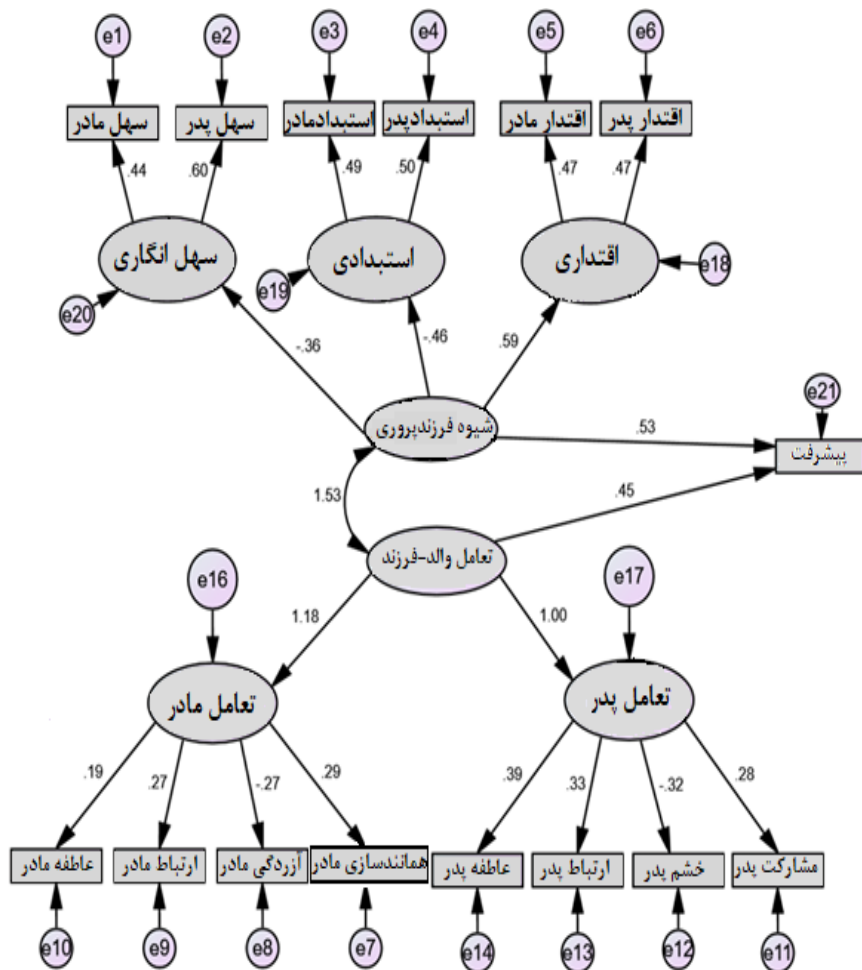 e1 e2 e3 e4 e5 e6
سهل مادر سهل پدر استبدادمادر استبدادپدر اقتدار مادر اقتدار پدر
.44 .60 .49 .50 .47 .47
سهل انگاری استبدادی اقتداری
e20 e19 e18
-.36 -.46 .59
e21
شیوه فرزندپروری
.53
پیشرفت
1.53 .45
تعامل والد-فرزند
e16 e17
1.18 1.00
تعامل مادر تعامل پدر
.19 .27 -.27 .29 .39 .33 -.32 .28
عاطفه مادر ارتباط مادر آزردگی مادر همانندسازی مادر عاطفه پدر ارتباط پدر خشم پدر مشارکت پدر
e10 e9 e8 e7 e14 e13 e12 e11